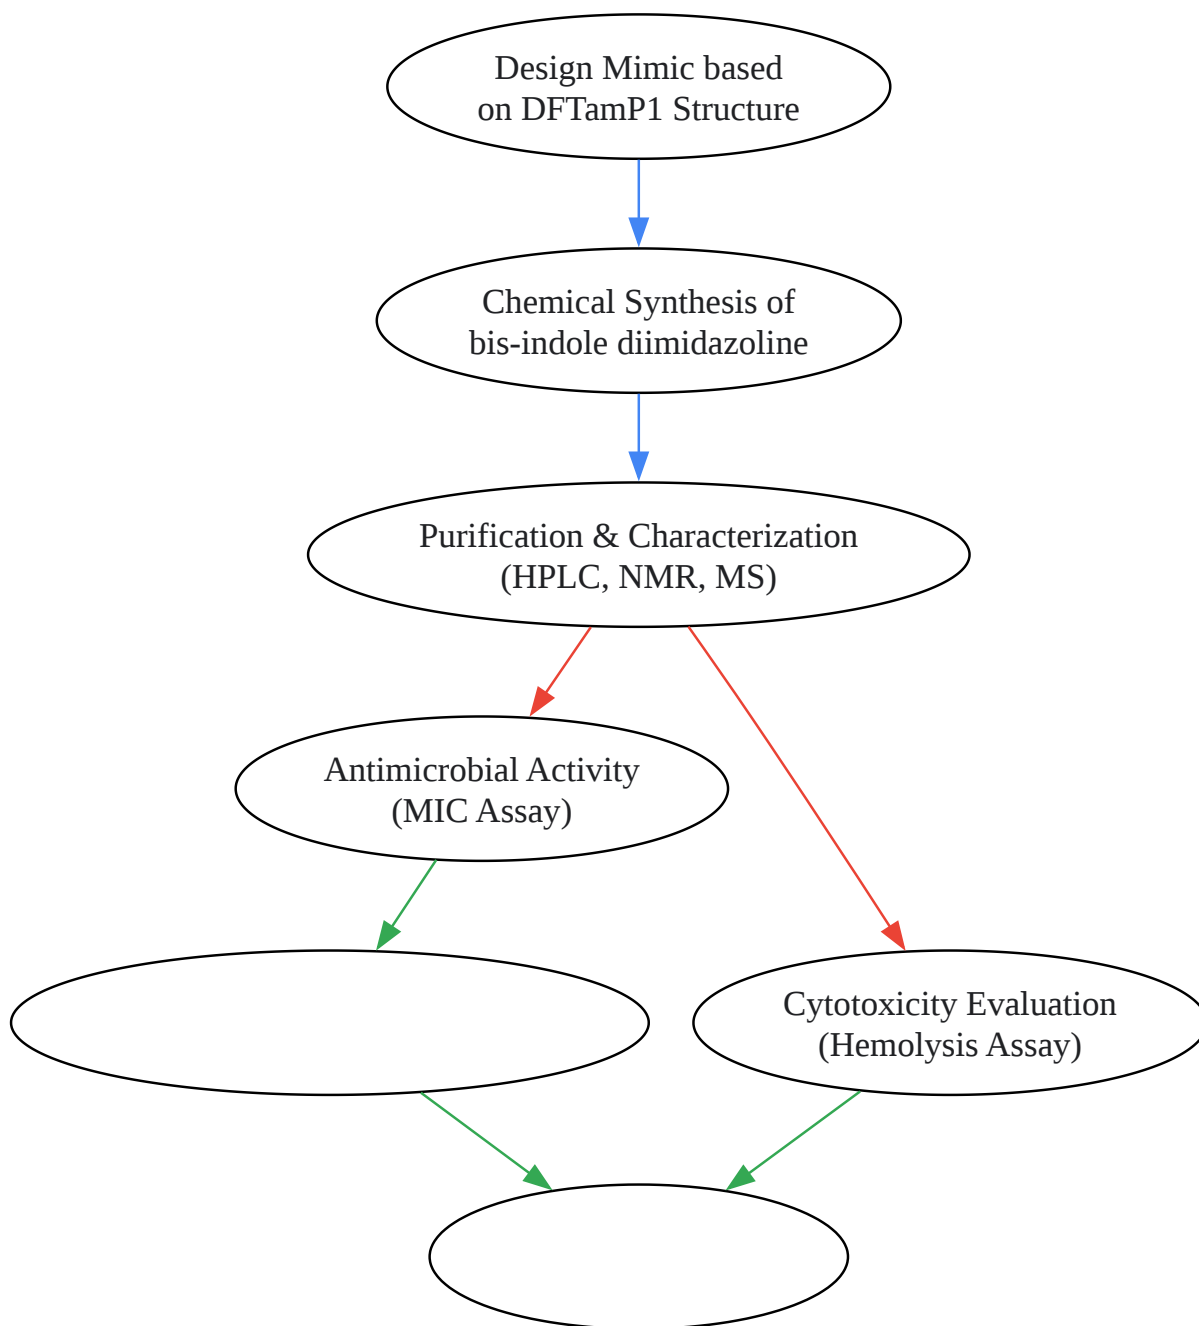 Design Mimic based
on DFTamP1 Structure
Chemical Synthesis of
bis-indole diimidazoline
Purification & Characterization
(HPLC, NMR, MS)
Antimicrobial Activity
(MIC Assay)
Cytotoxicity Evaluation
(Hemolysis Assay)